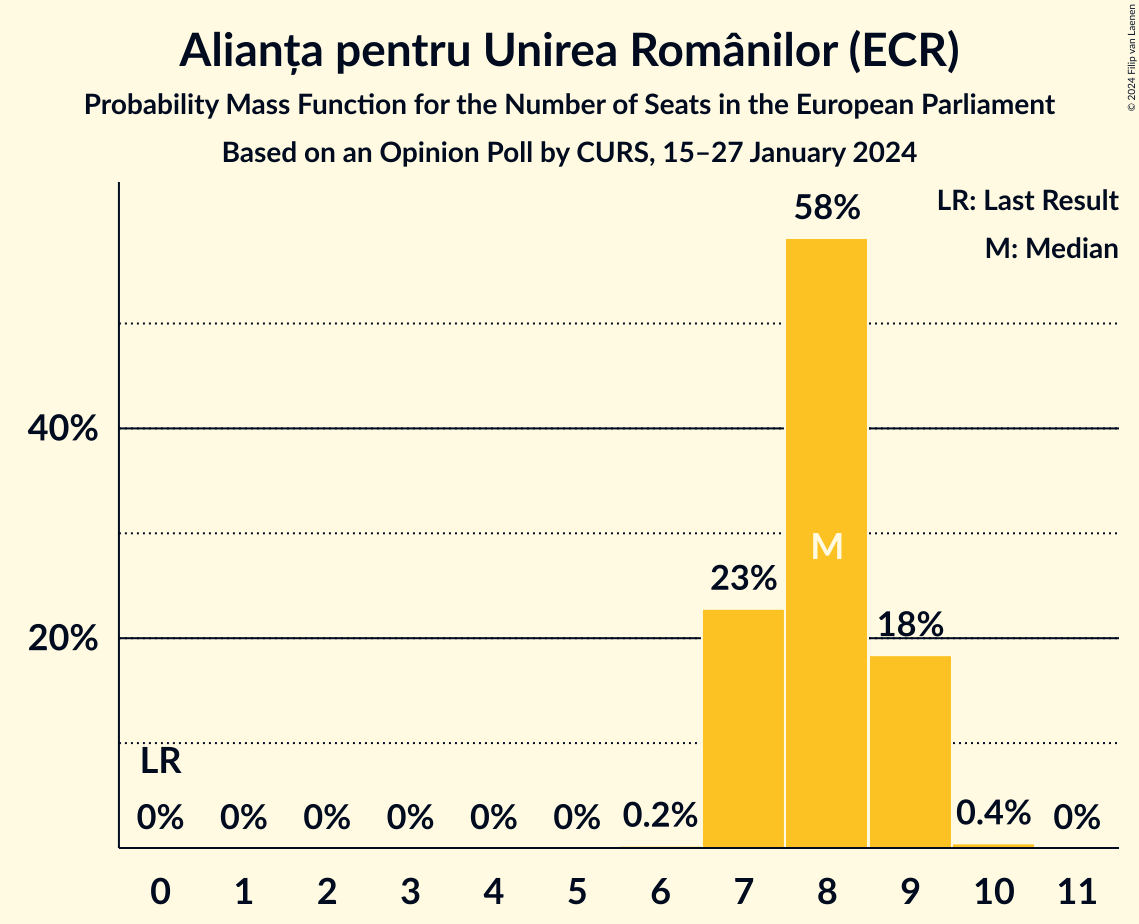 Alianța pentru Unirea Românilor (ECR)
Probability Mass Function for the Number of Seats in the European Parliament
Based on an Opinion Poll by CURS, 15–27 January 2024
© 2024 Filip van Laenen
LR: Last Result
M: Median
58%
40%
M
23%
20%
18%
LR
0% 0% 0% 0% 0% 0% 0.2% 0.4% 0%
0 1 2 3 4 5 6 7 8 9 10 11